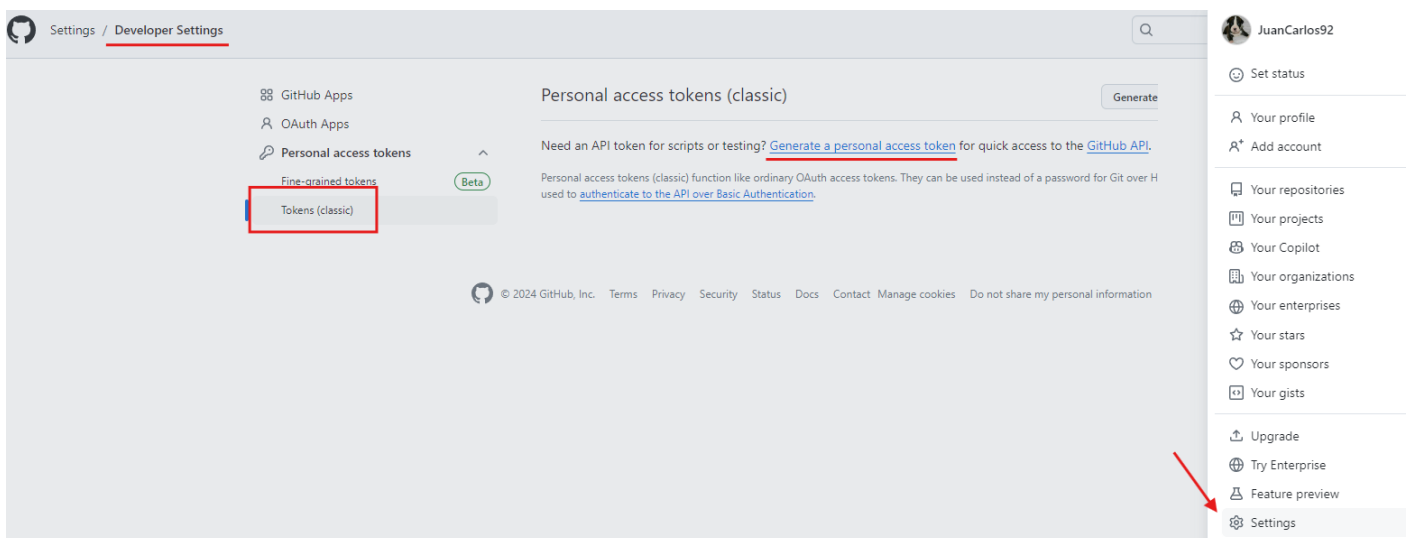 Settings / Developer Settings
GitHub Apps
OAuth Apps
Personal access tokens
Fine-grained tokens Beta
Tokens (classic)
Personal access tokens (classic)
Generate
Need an API token for scripts or testing? Generate a personal access token for quick access to the GitHub API.
Personal access tokens (classic) function like ordinary OAuth access tokens. They can be used instead of a password for Git over H
used to authenticate to the API over Basic Authentication.
© 2024 GitHub, Inc. Terms Privacy Security Status Docs Contact Manage cookies Do not share my personal information
JuanCarlos92
Set status
Your profile
Add account
Your repositories
Your projects
Your Copilot
Your organizations
Your enterprises
Your stars
Your sponsors
Your gists
Upgrade
Try Enterprise
Feature preview
Settings